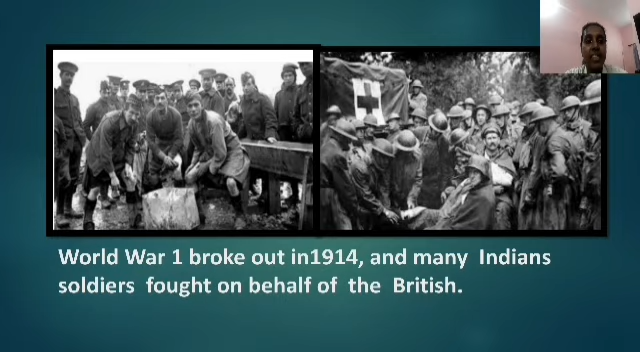 World War 1 broke out in1914, and many Indians
soldiers fought on behalf of the British.